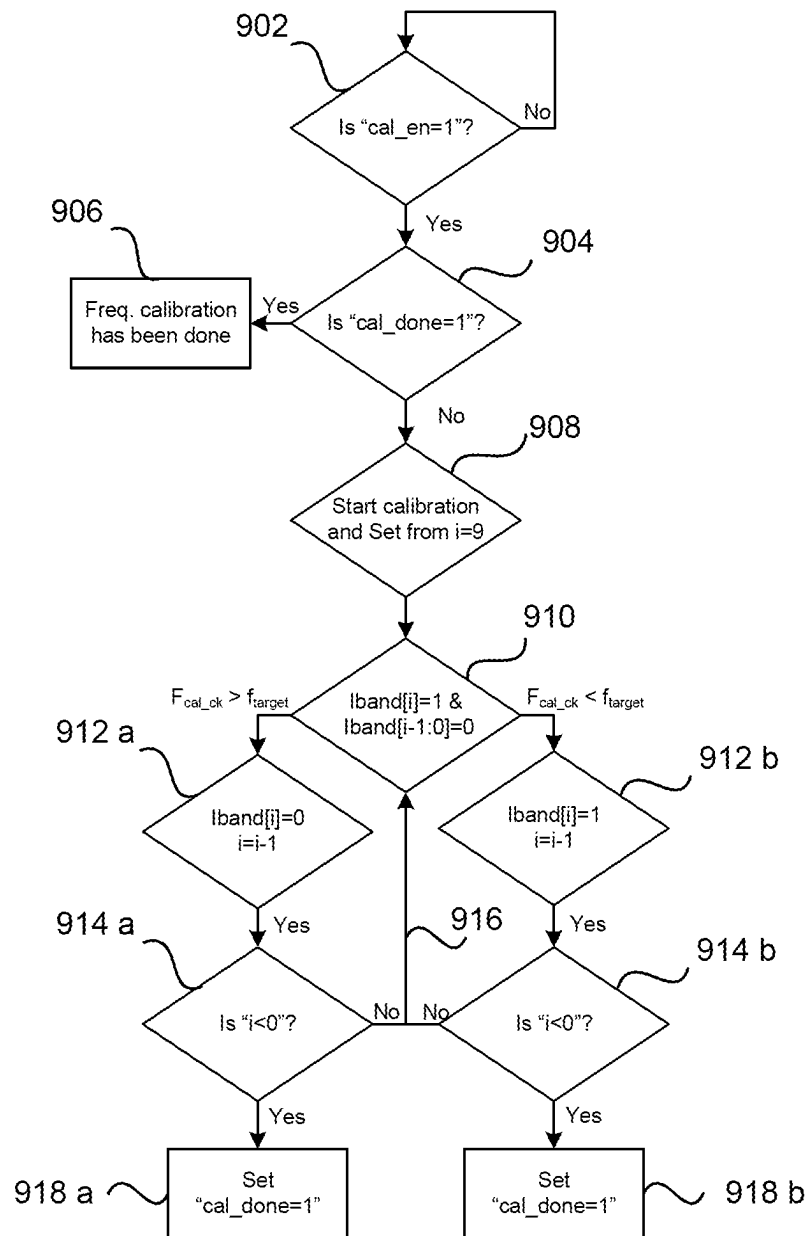 902
Is “cal_en=1”?
No
Yes
906
904
Freq. calibration
has been done
Yes
Is “cal_done=1”?
No
908
Start calibration
and Set from i=9
910
Fcal_ck > ftarget
Iband[i]=1 &
Iband[i-1:0]=0
Fcal_ck < ftarget
912 a
912 b
Iband[i]=0
i=i-1
Iband[i]=1
i=i-1
Yes
Yes
914 a
916
914 b
Is “i<0”?
No
No
Is “i<0”?
Yes
Yes
918 a
Set
“cal_done=1”
Set
“cal_done=1”
918 b